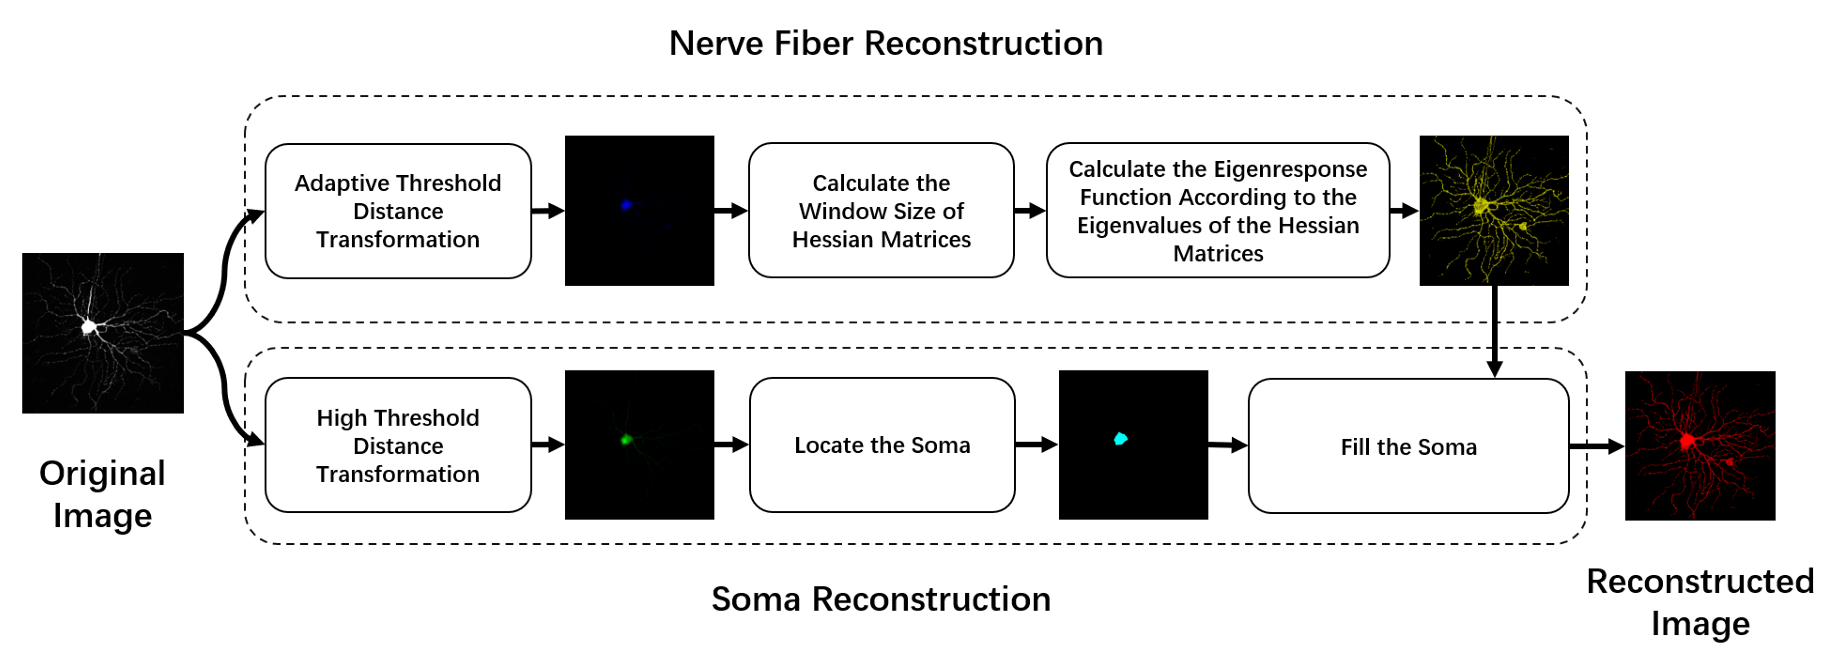 Nerve Fiber Reconstruction
Adaptive Threshold
Distance
Transformation
Calculate the
Window Size of
Hessian Matrices
Calculate the Eigenresponse
Function According to the
Eigenvalues of the Hessian
Matrices
Original
Image
High Threshold
Distance
Transformation
Locate the Soma
Fill the Soma
Soma Reconstruction
Reconstructed
Image